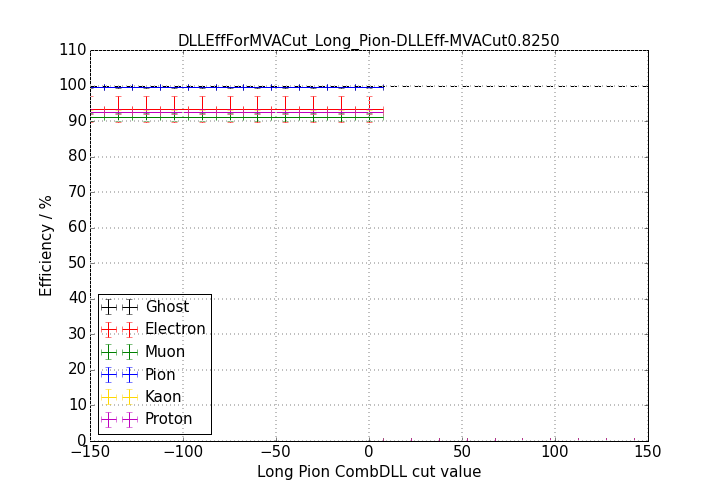 DLLEffForMVACut_Long_Pion-DLLEff-MVACut0.8250
110
100
90
80
70
60
50
40
30
20
10
0
Efficiency / %
Ghost
Electron
Muon
Pion
Kaon
Proton
−150 −100 −50 0 50 100 150
Long Pion CombDLL cut value